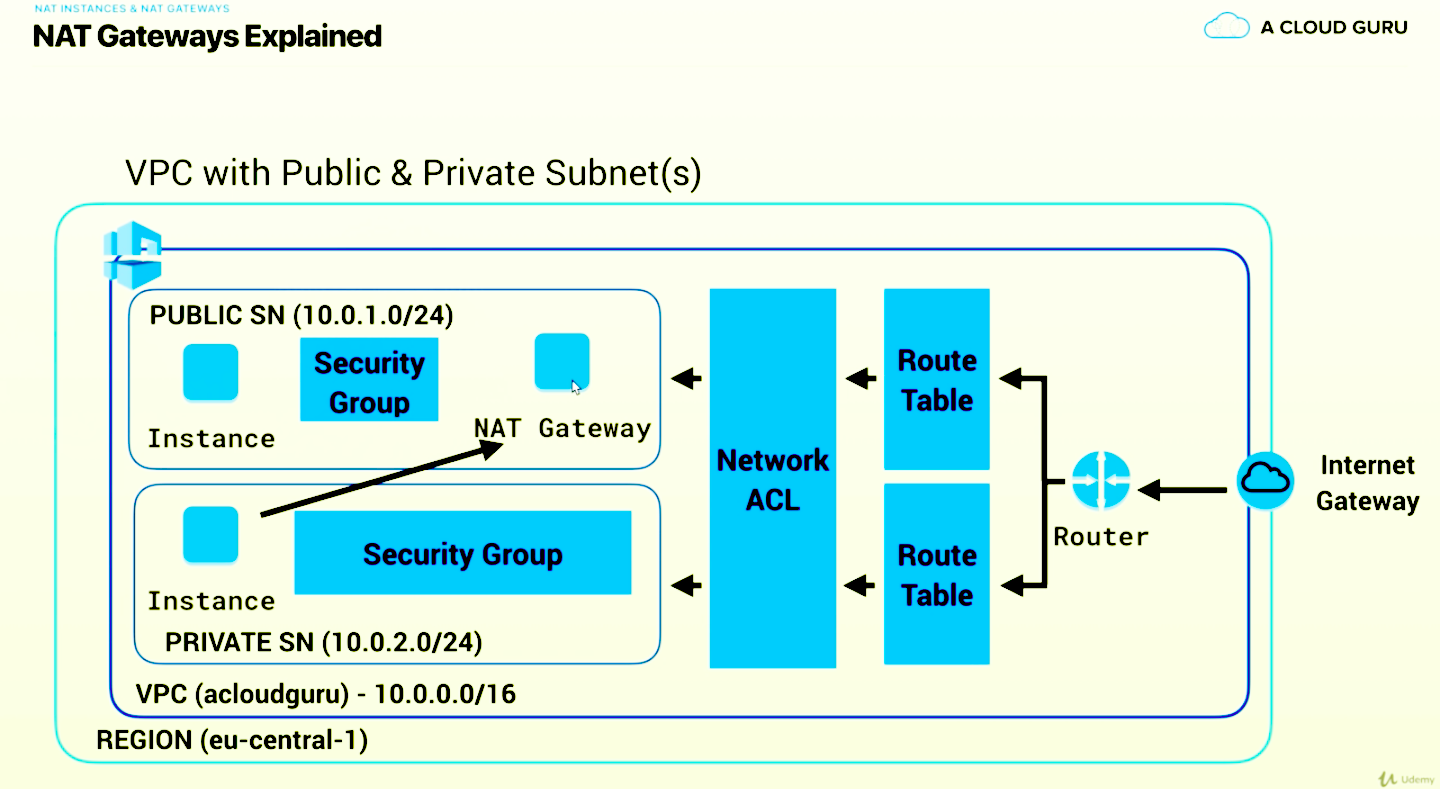 NAT INSTANCES & NAT GATEWAYS
NAT Gateways Explained
A CLOUD GURU
VPC with Public & Private Subnet(s)
PUBLIC SN (10.0.1.0/24)
Security
Group
Instance
NAT Gateway
Security Group
Instance
PRIVATE SN (10.0.2.0/24)
VPC (acloudguru) - 10.0.0.0/16
REGION (eu-central-1)
Network
ACL
Route
Table
Route
Table
Router
Internet
Gateway
Udemy